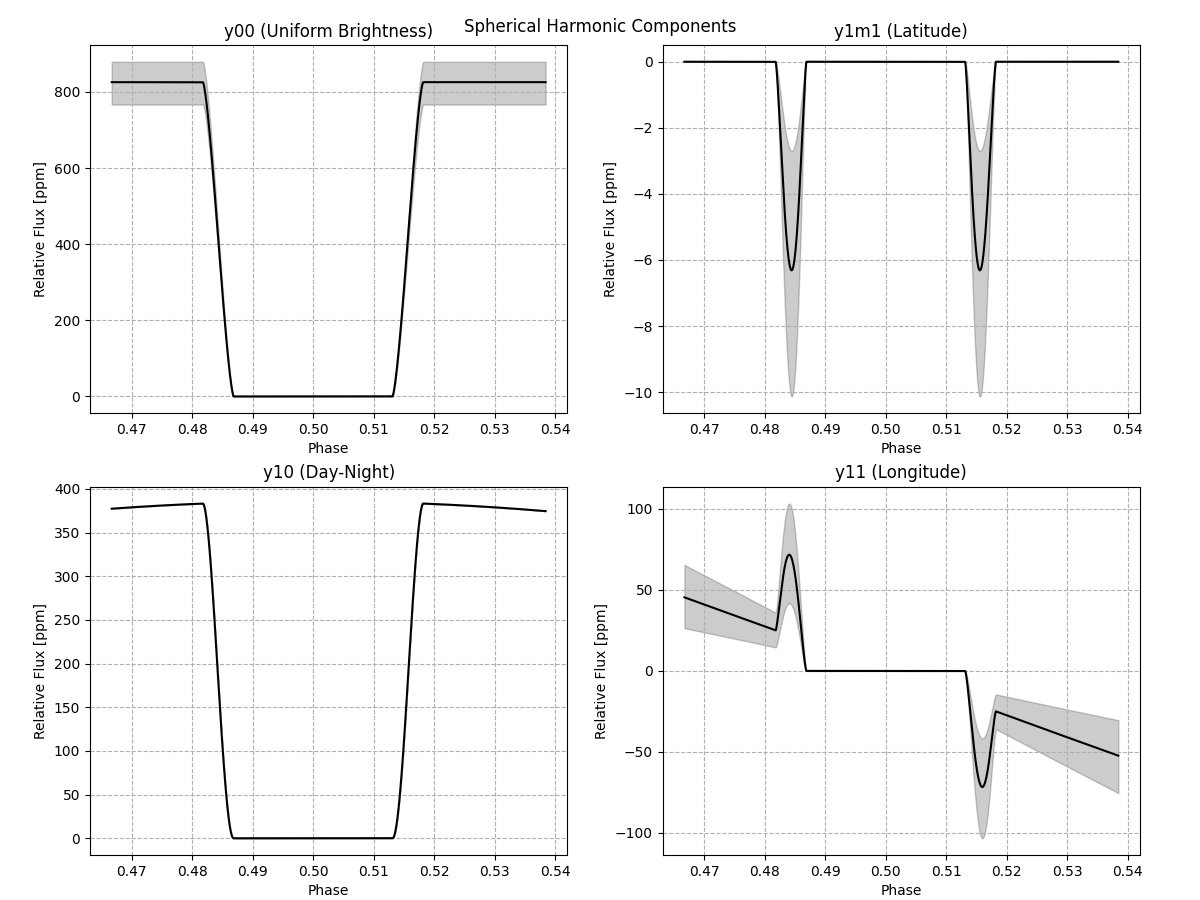 Spherical Harmonic Components
y00 (Uniform Brightness)
y1m1 (Latitude)
Relative Flux [ppm]
800
600
400
200
0
0.47 0.48 0.49 0.50 0.51 0.52 0.53 0.54
Phase
Relative Flux [ppm]
0
−2
−4
−6
−8
−10
0.47 0.48 0.49 0.50 0.51 0.52 0.53 0.54
Phase
y10 (Day-Night)
y11 (Longitude)
Relative Flux [ppm]
400
350
300
250
200
150
100
50
0
0.47 0.48 0.49 0.50 0.51 0.52 0.53 0.54
Phase
Relative Flux [ppm]
100
50
0
−50
−100
0.47 0.48 0.49 0.50 0.51 0.52 0.53 0.54
Phase